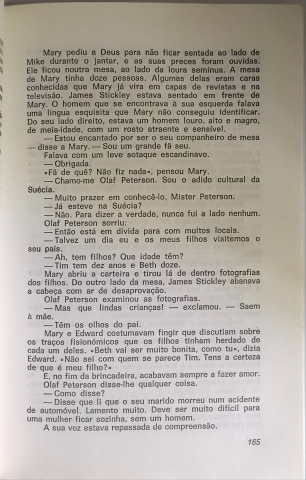 Mary pediu a Deus para não ficar sentada ao lado de
Mike durante o jantar, e as suas preces foram ouvidas.
Ele ficou noutra mesa, ao lado da loura seminua. A mesa
de Mary tinha doze pessoas. Algumas delas eram caras
conhecidas que Mary já vira em capas de revistas e na
televisão. James Stickley estava sentado em frente de
Mary. O homem que se encontrava à sua esquerda falava
uma língua esquisita que Mary não conseguiu identificar.
Do seu lado direito, estava um homem louro, alto e magro,
de meia-idade, com um rosto atraente e sensível.
— Estou encantado por ser o seu companheiro de mesa
— disse a Mary. — Sou um grande fã seu.
Falava com um leve sotaque escandinavo.
— Obrigada.
«Fã de quê? Não fiz nada», pensou Mary.
— Chamo-me Olaf Peterson. Sou o adido cultural da
Suécia.
— Muito prazer em conhecê-lo, Mister Peterson.
— Já esteve na Suécia?
— Não. Para dizer a verdade, nunca fui a lado nenhum.
Olaf Peterson sorriu:
— Então está em dívida para com muitos locais.
— Talvez um dia eu e os meus filhos visitemos o
seu país.
— Ah, tem filhos? Que idade têm?
— Tim tem dez anos e Beth doze.
Mary abriu a carteira e tirou lá de dentro fotografias
dos filhos. Do outro lado da mesa, James Stickley abanava
a cabeça com ar de desaprovação.
Olaf Peterson examinou as fotografias.
— Mas que lindas crianças! — exclamou. — Saem
à mãe.
— Têm os olhos do pai.
Mary e Edward costumavam fingir que discutiam sobre
os traços fisionómicos que os filhos tinham herdado de
cada um deles. «Beth vai ser muito bonita, como tu», dizia
Edward. «Não sei com quem se parece Tim. Tens a certeza
de que é meu filho?»
E, no fim da brincadeira, acabavam sempre a fazer amor.
Olaf Peterson disse-lhe qualquer coisa.
— Como disse?
— Disse que li que o seu marido morreu num acidente
de automóvel. Lamento muito. Deve ser muito difícil para
uma mulher ficar sozinha, sem um homem.
A sua voz estava repassada de compreensão.
165